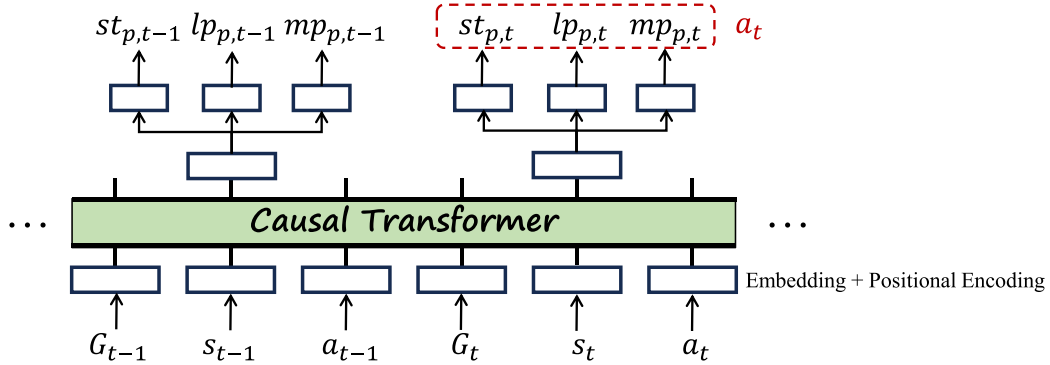 st_{p,t-1} lp_{p,t-1} mp_{p,t-1} st_{p,t} lp_{p,t} mp_{p,t} a_t
... Causal Transformer ...
Embedding + Positional Encoding
G_{t-1} s_{t-1} a_{t-1} G_t s_t a_t